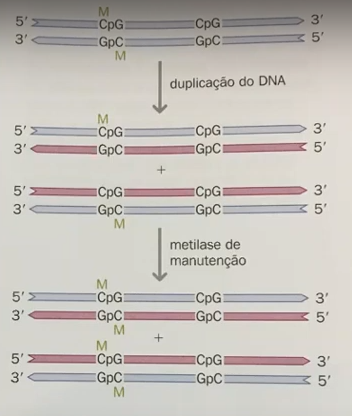 M
5' CpG CpG 3'
3' GpC GpC 5'
M
duplicação do DNA
M
5' CpG CpG 3'
3' GpC GpC 5'
+
5' CpG CpG 3'
3' GpC GpC 5'
M
metilase de
manutenção
M
5' CpG CpG 3'
3' GpC GpC 5'
M
+
M
5' CpG CpG 3'
3' GpC GpC 5'
M